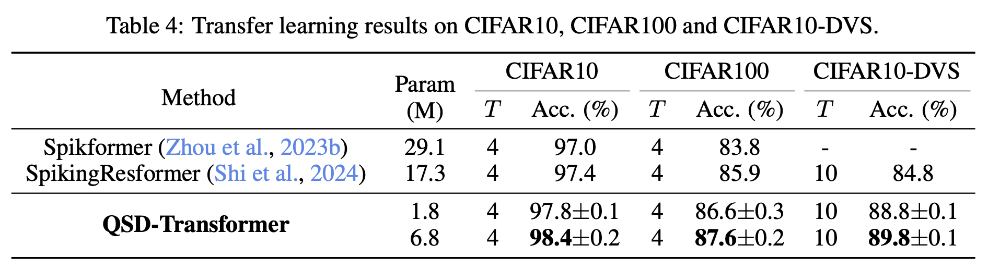 Table 4: Transfer learning results on CIFAR10, CIFAR100 and CIFAR10-DVS.
Method Param (M) CIFAR10 CIFAR100 CIFAR10-DVS
T Acc. (%) T Acc. (%) T Acc. (%)
Spikformer (Zhou et al., 2023b) 29.1 4 97.0 4 83.8 - -
SpikingResformer (Shi et al., 2024) 17.3 4 97.4 4 85.9 10 84.8
QSD-Transformer 1.8 4 97.8±0.1 4 86.6±0.3 10 88.8±0.1
6.8 4 98.4±0.2 4 87.6±0.2 10 89.8±0.1